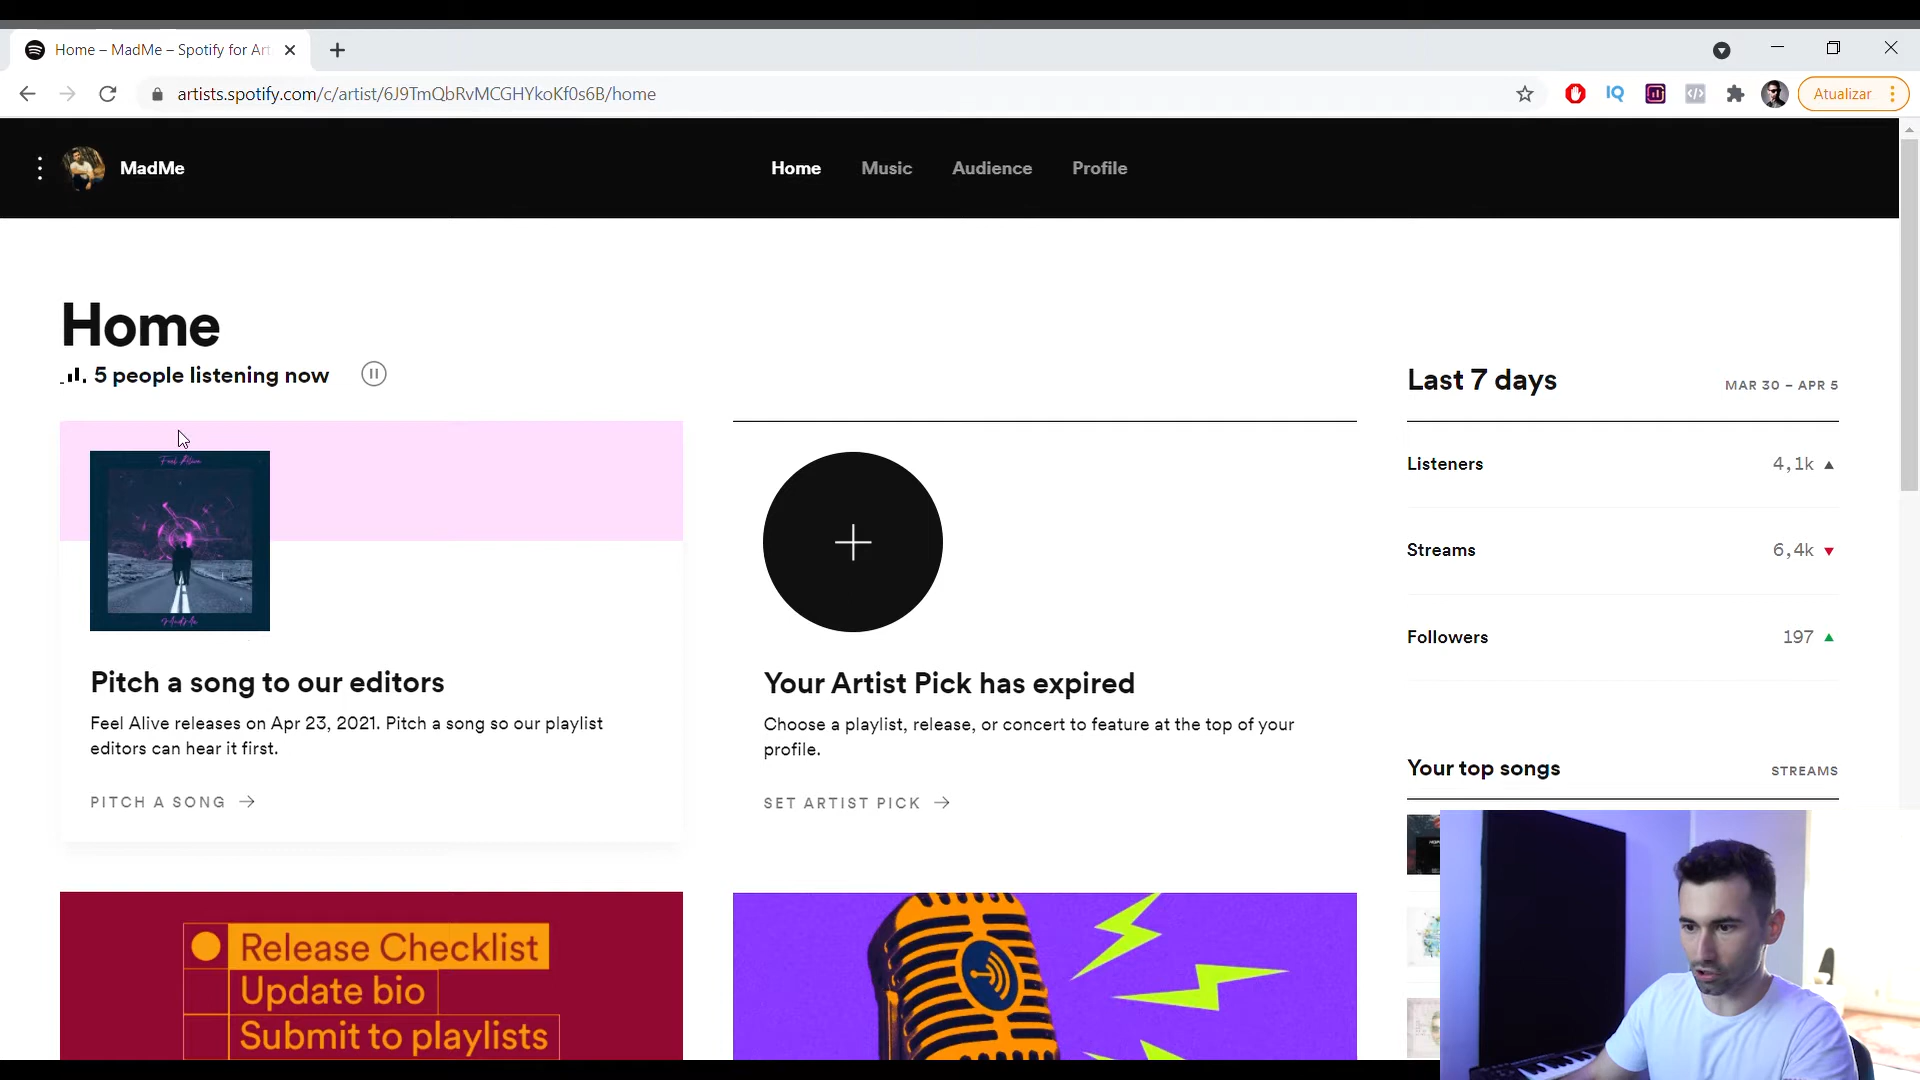 Home – MadMe – Spotify for Art
artists.spotify.com/c/artist/6J9TmQbRvMCGHYkoKf0s6B/home
IQ
Atualizar
MadMe
Home
Music
Audience
Profile
Home
5 people listening now
Last 7 days
MAR 30 – APR 5
Listeners
4,1k
Streams
6,4k
Followers
197
Feel Alive
MadMe
Pitch a song to our editors
Feel Alive releases on Apr 23, 2021. Pitch a song so our playlist
editors can hear it first.
PITCH A SONG
Your Artist Pick has expired
Choose a playlist, release, or concert to feature at the top of your
profile.
SET ARTIST PICK
Your top songs
STREAMS
Release Checklist
Update bio
Submit to playlists